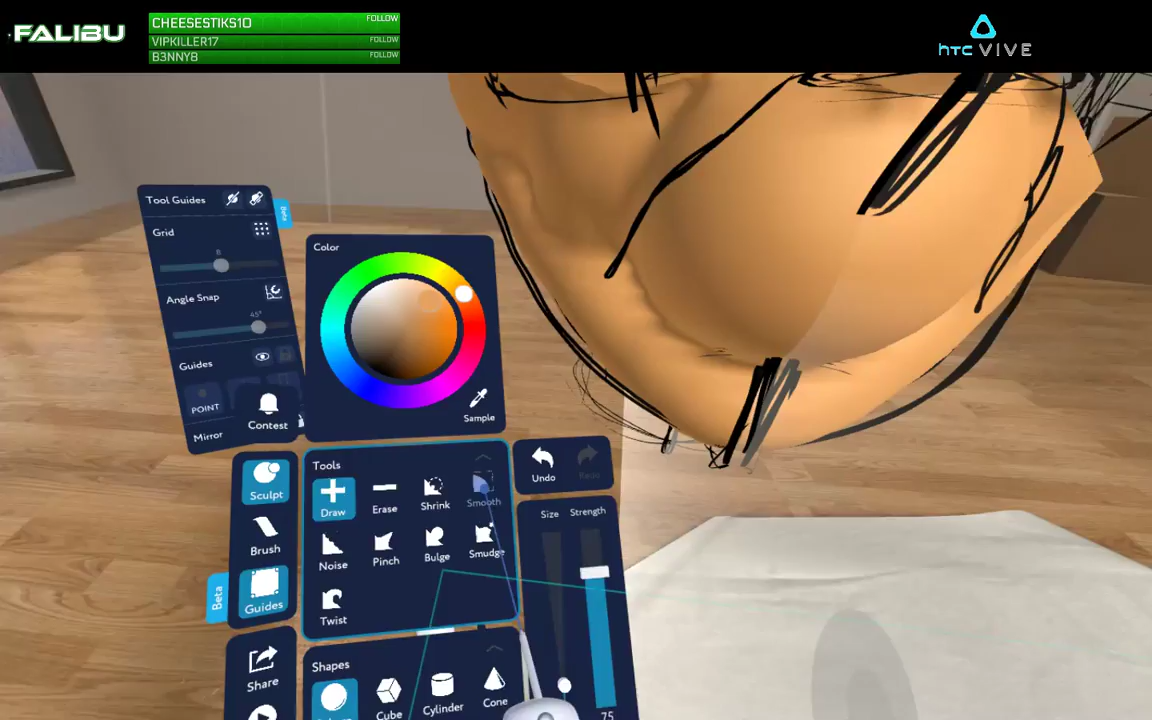 FALIBU
CHEESESTIKS10 FOLLOW
VIPKILLER17 FOLLOW
B3NNY8 FOLLOW
htc VIVE
Tool Guides
Beta
Grid
8
Angle Snap
45°
Guides
POINT
Mirror
Contest
Color
Sample
Sculpt
Brush
Guides
Beta
Share
Tools
Draw
Erase
Shrink
Smooth
Noise
Pinch
Bulge
Smudge
Twist
Undo
Redo
Size
Strength
75
Shapes
Cube
Cylinder
Cone